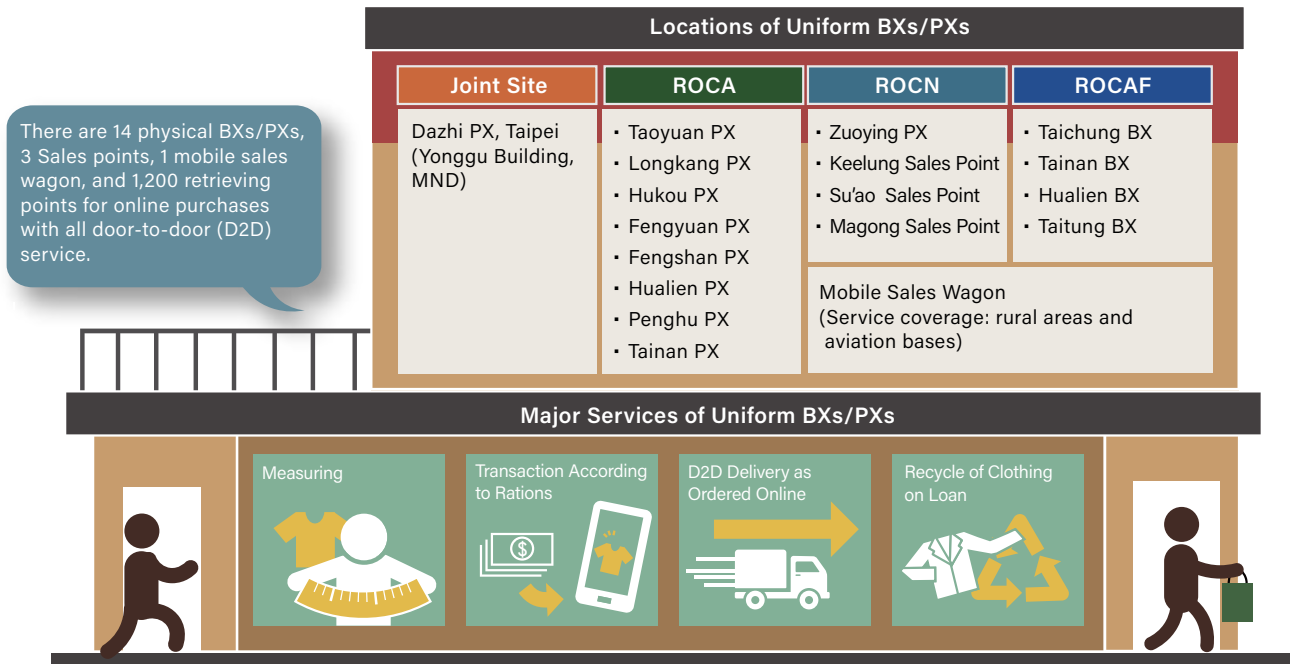 Locations of Uniform BXs/PXs
There are 14 physical BXs/PXs,
3 Sales points, 1 mobile sales
wagon, and 1,200 retrieving
points for online purchases
with all door-to-door (D2D)
service.
Joint Site
Dazhi PX, Taipei
(Yonggu Building,
MND)
ROCA
· Taoyuan PX
· Longkang PX
· Hukou PX
· Fengyuan PX
· Fengshan PX
· Hualien PX
· Penghu PX
· Tainan PX
ROCN
· Zuoying PX
· Keelung Sales Point
· Su’ao Sales Point
· Magong Sales Point
ROCAF
· Taichung BX
· Tainan BX
· Hualien BX
· Taitung BX
Mobile Sales Wagon
(Service coverage: rural areas and
aviation bases)
Major Services of Uniform BXs/PXs
Measuring
Transaction According
to Rations
$
D2D Delivery as
Ordered Online
Recycle of Clothing
on Loan